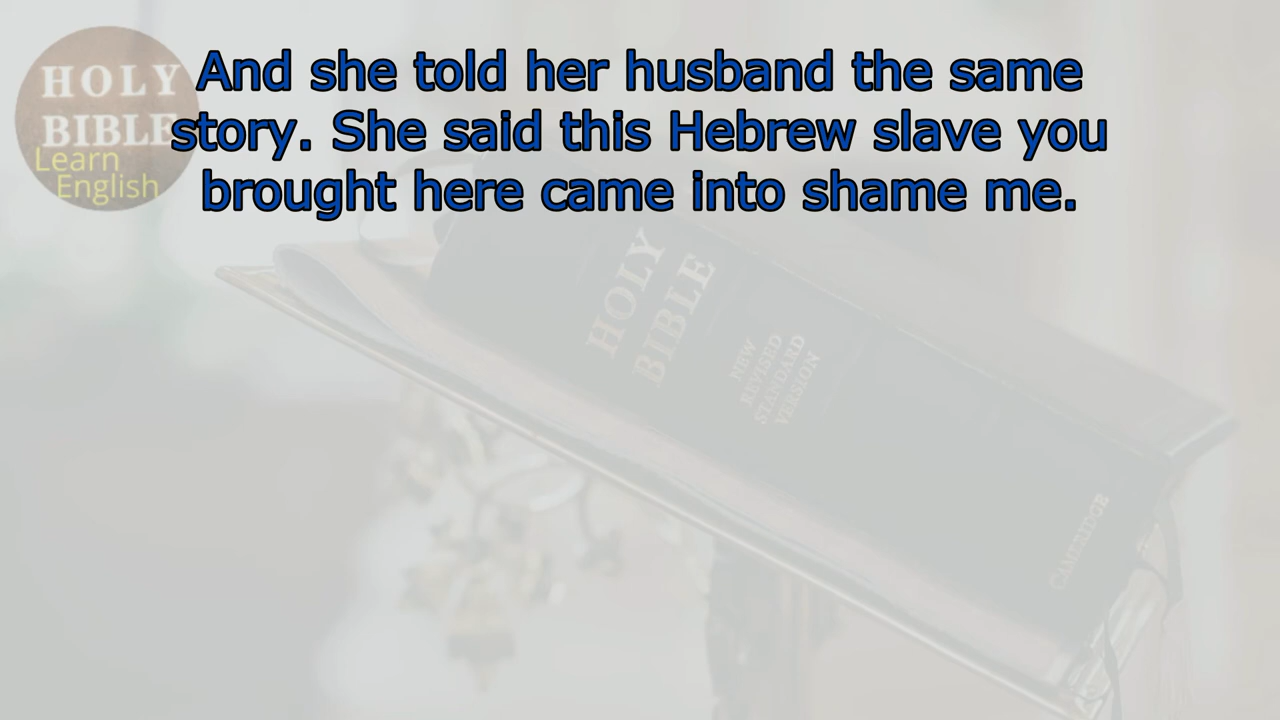 HOLY
BIBLE
Learn
English
And she told her husband the same
story. She said this Hebrew slave you
brought here came into shame me.
HOLY
BIBLE
NEW
REVISED
STANDARD
VERSION
CAMBRIDGE